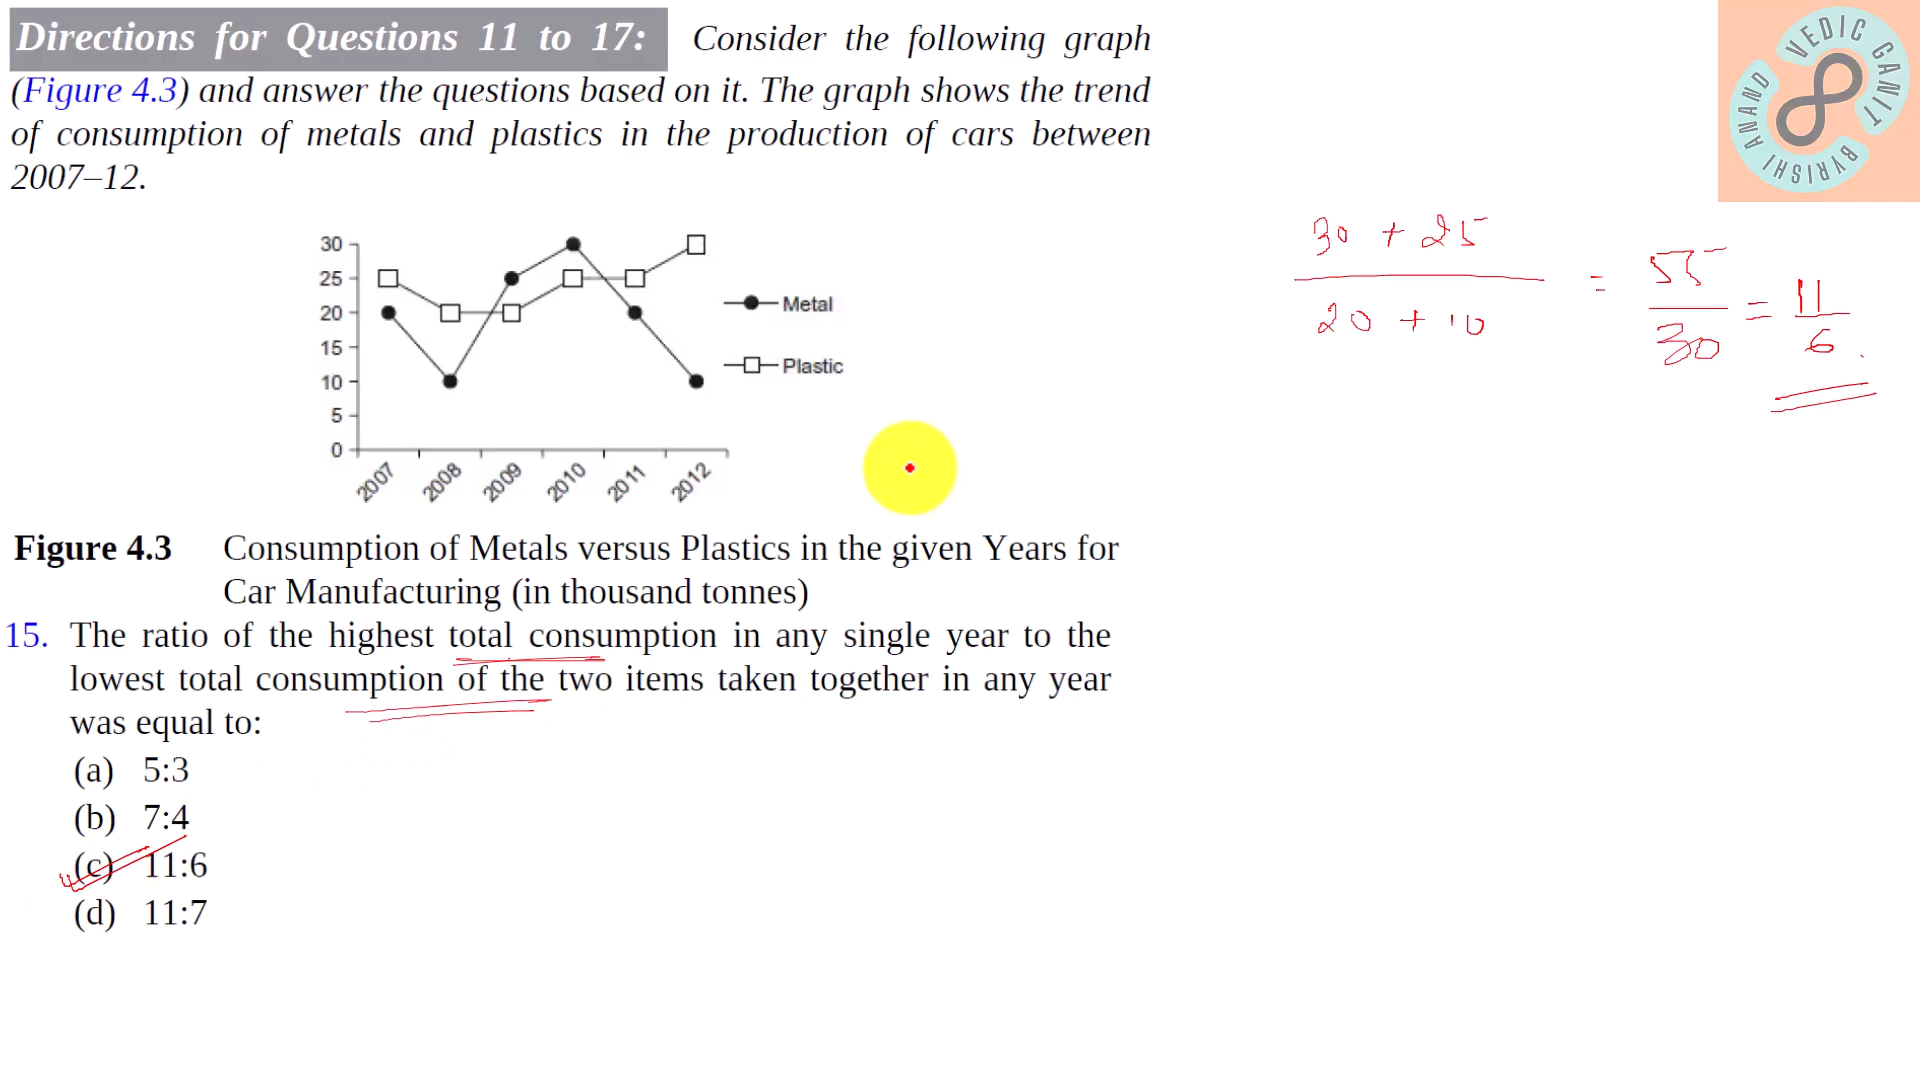 Directions for Questions 11 to 17: Consider the following graph
(Figure 4.3) and answer the questions based on it. The graph shows the trend
of consumption of metals and plastics in the production of cars between
2007–12.
30
25
20
15
10
5
0
2007 2008 2009 2010 2011 2012
Metal
Plastic
Figure 4.3 Consumption of Metals versus Plastics in the given Years for
Car Manufacturing (in thousand tonnes)
15. The ratio of the highest total consumption in any single year to the
lowest total consumption of the two items taken together in any year
was equal to:
(a) 5:3
(b) 7:4
(c) 11:6
(d) 11:7
30 + 25
20 + 10
= 55
30
= 11
6
VEDIC GANIT
BYRISHI ANAND